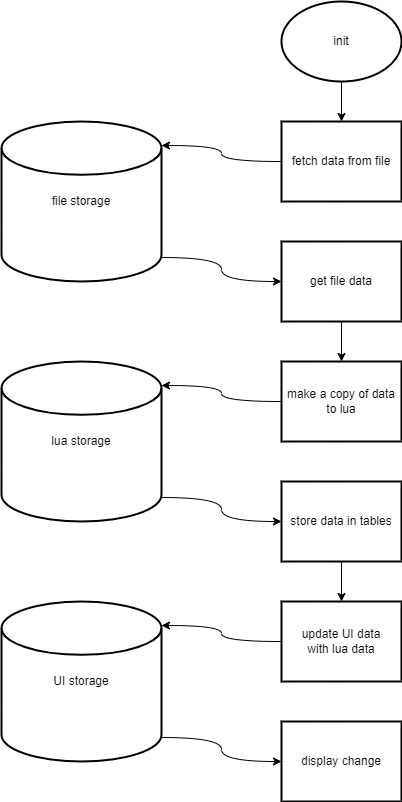 init
fetch data from file
file storage
get file data
make a copy of data
to lua
lua storage
store data in tables
update UI data
with lua data
UI storage
display change